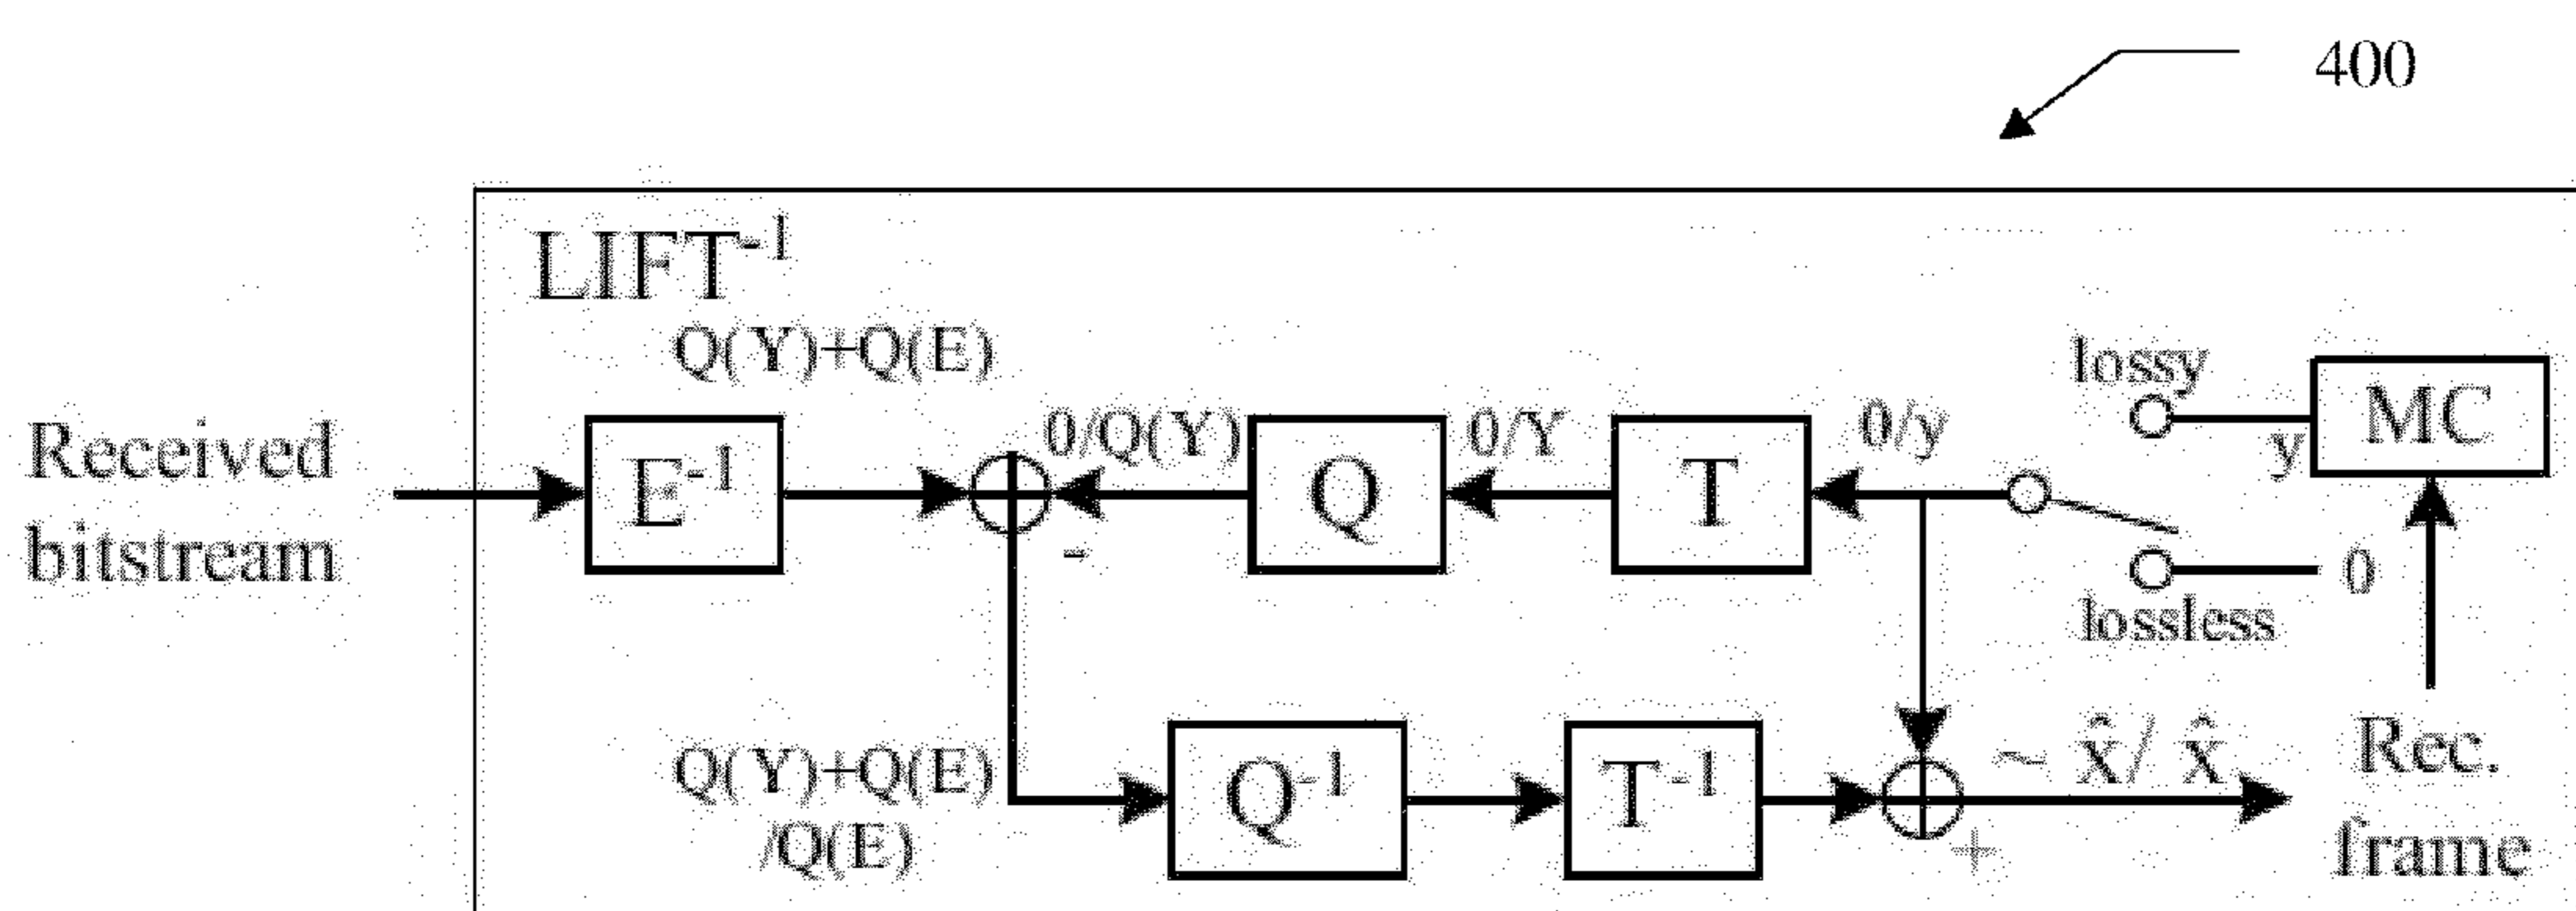 400
LIFT⁻¹
Q(Y)+Q(E)
lossy
MC
0/Q(Y)
0/Y
0/y
y
Received
bitstream
E⁻¹
Q
T
-
0
lossless
Q(Y)+Q(E)
/Q(E)
Q⁻¹
T⁻¹
~ x̂/ x̂
+
Rec.
frame